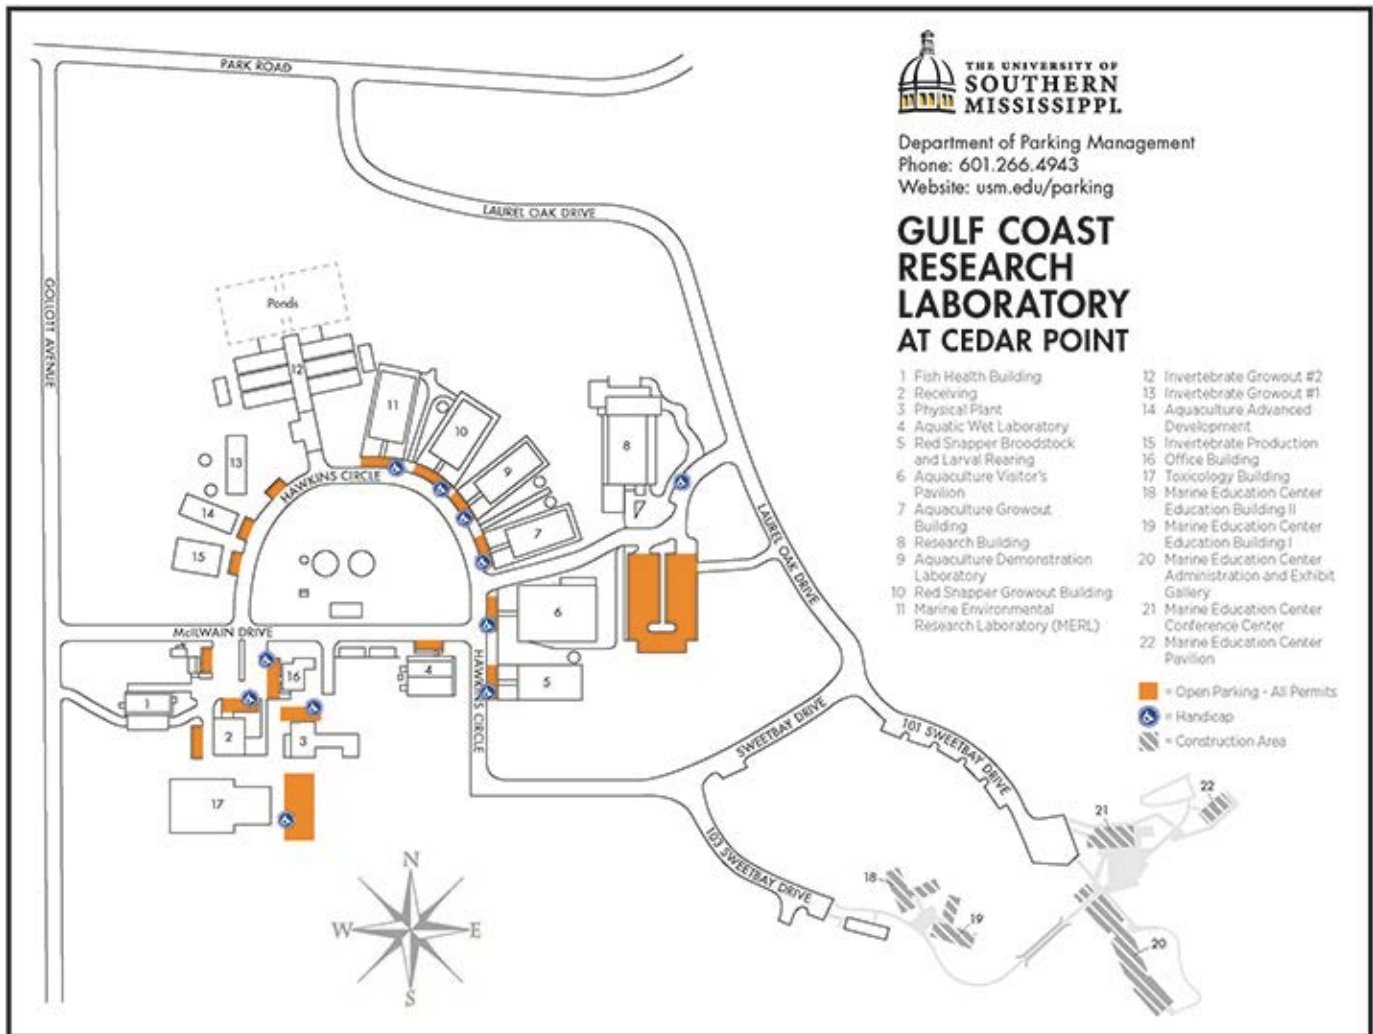 PARK ROAD
LAUREL OAK DRIVE
GOLLOTT AVENUE
Ponds
12
11
10
9
8
7
13
HAWKINS CIRCLE
14
15
LAUREL OAK DRIVE
6
McILWAIN DRIVE
16
4
5
HAWKINS CIRCLE
1
2
3
17
SWEETBAY DRIVE
101 SWEETBAY DRIVE
103 SWEETBAY DRIVE
18
19
20
21
22
N
W
E
S
THE UNIVERSITY OF
SOUTHERN
MISSISSIPPI.
Department of Parking Management
Phone: 601.266.4943
Website: usm.edu/parking
GULF COAST
RESEARCH
LABORATORY
AT CEDAR POINT
1 Fish Health Building
2 Receiving
3 Physical Plant
4 Aquatic Wet Laboratory
5 Red Snapper Broodstock
and Larval Rearing
6 Aquaculture Visitor's
Pavilion
7 Aquaculture Growout
Building
8 Research Building
9 Aquaculture Demonstration
Laboratory
10 Red Snapper Growout Building
11 Marine Environmental
Research Laboratory (MERL)
12 Invertebrate Growout #2
13 Invertebrate Growout #1
14 Aquaculture Advanced
Development
15 Invertebrate Production
16 Office Building
17 Toxicology Building
18 Marine Education Center
Education Building II
19 Marine Education Center
Education Building I
20 Marine Education Center
Administration and Exhibit
Gallery
21 Marine Education Center
Conference Center
22 Marine Education Center
Pavilion
= Open Parking - All Permits
= Handicap
= Construction Area